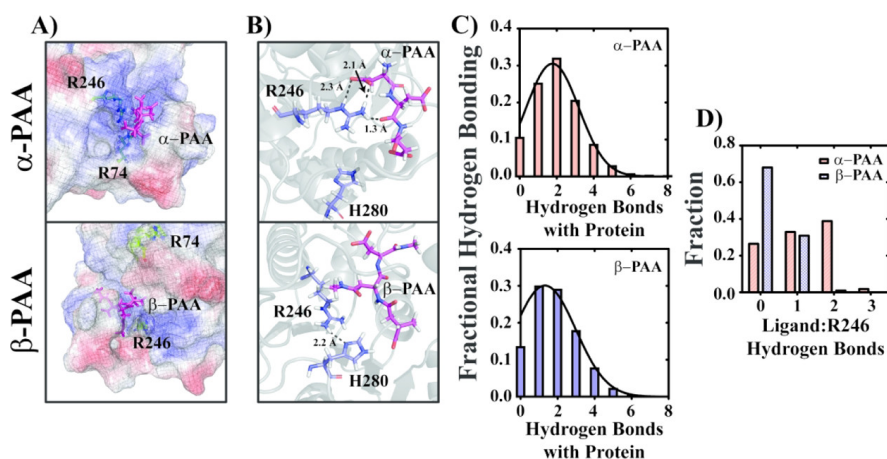 A)
α-PAA
R246
α–PAA
R74
β-PAA
R74
β–PAA
R246
B)
α–PAA
2.1 Å
2.3 Å
R246
1.3 Å
H280
β–PAA
R246
2.2 Å
H280
C)
Fractional Hydrogen Bonding
0.3
0.2
0.1
0.0
α–PAA
0 2 4 6 8
Hydrogen Bonds
with Protein
0.3
0.2
0.1
0.0
β–PAA
0 2 4 6 8
Hydrogen Bonds
with Protein
D)
Fraction
0.8
0.6
0.4
0.2
0.0
α–PAA
β–PAA
0 1 2 3
Ligand:R246
Hydrogen Bonds